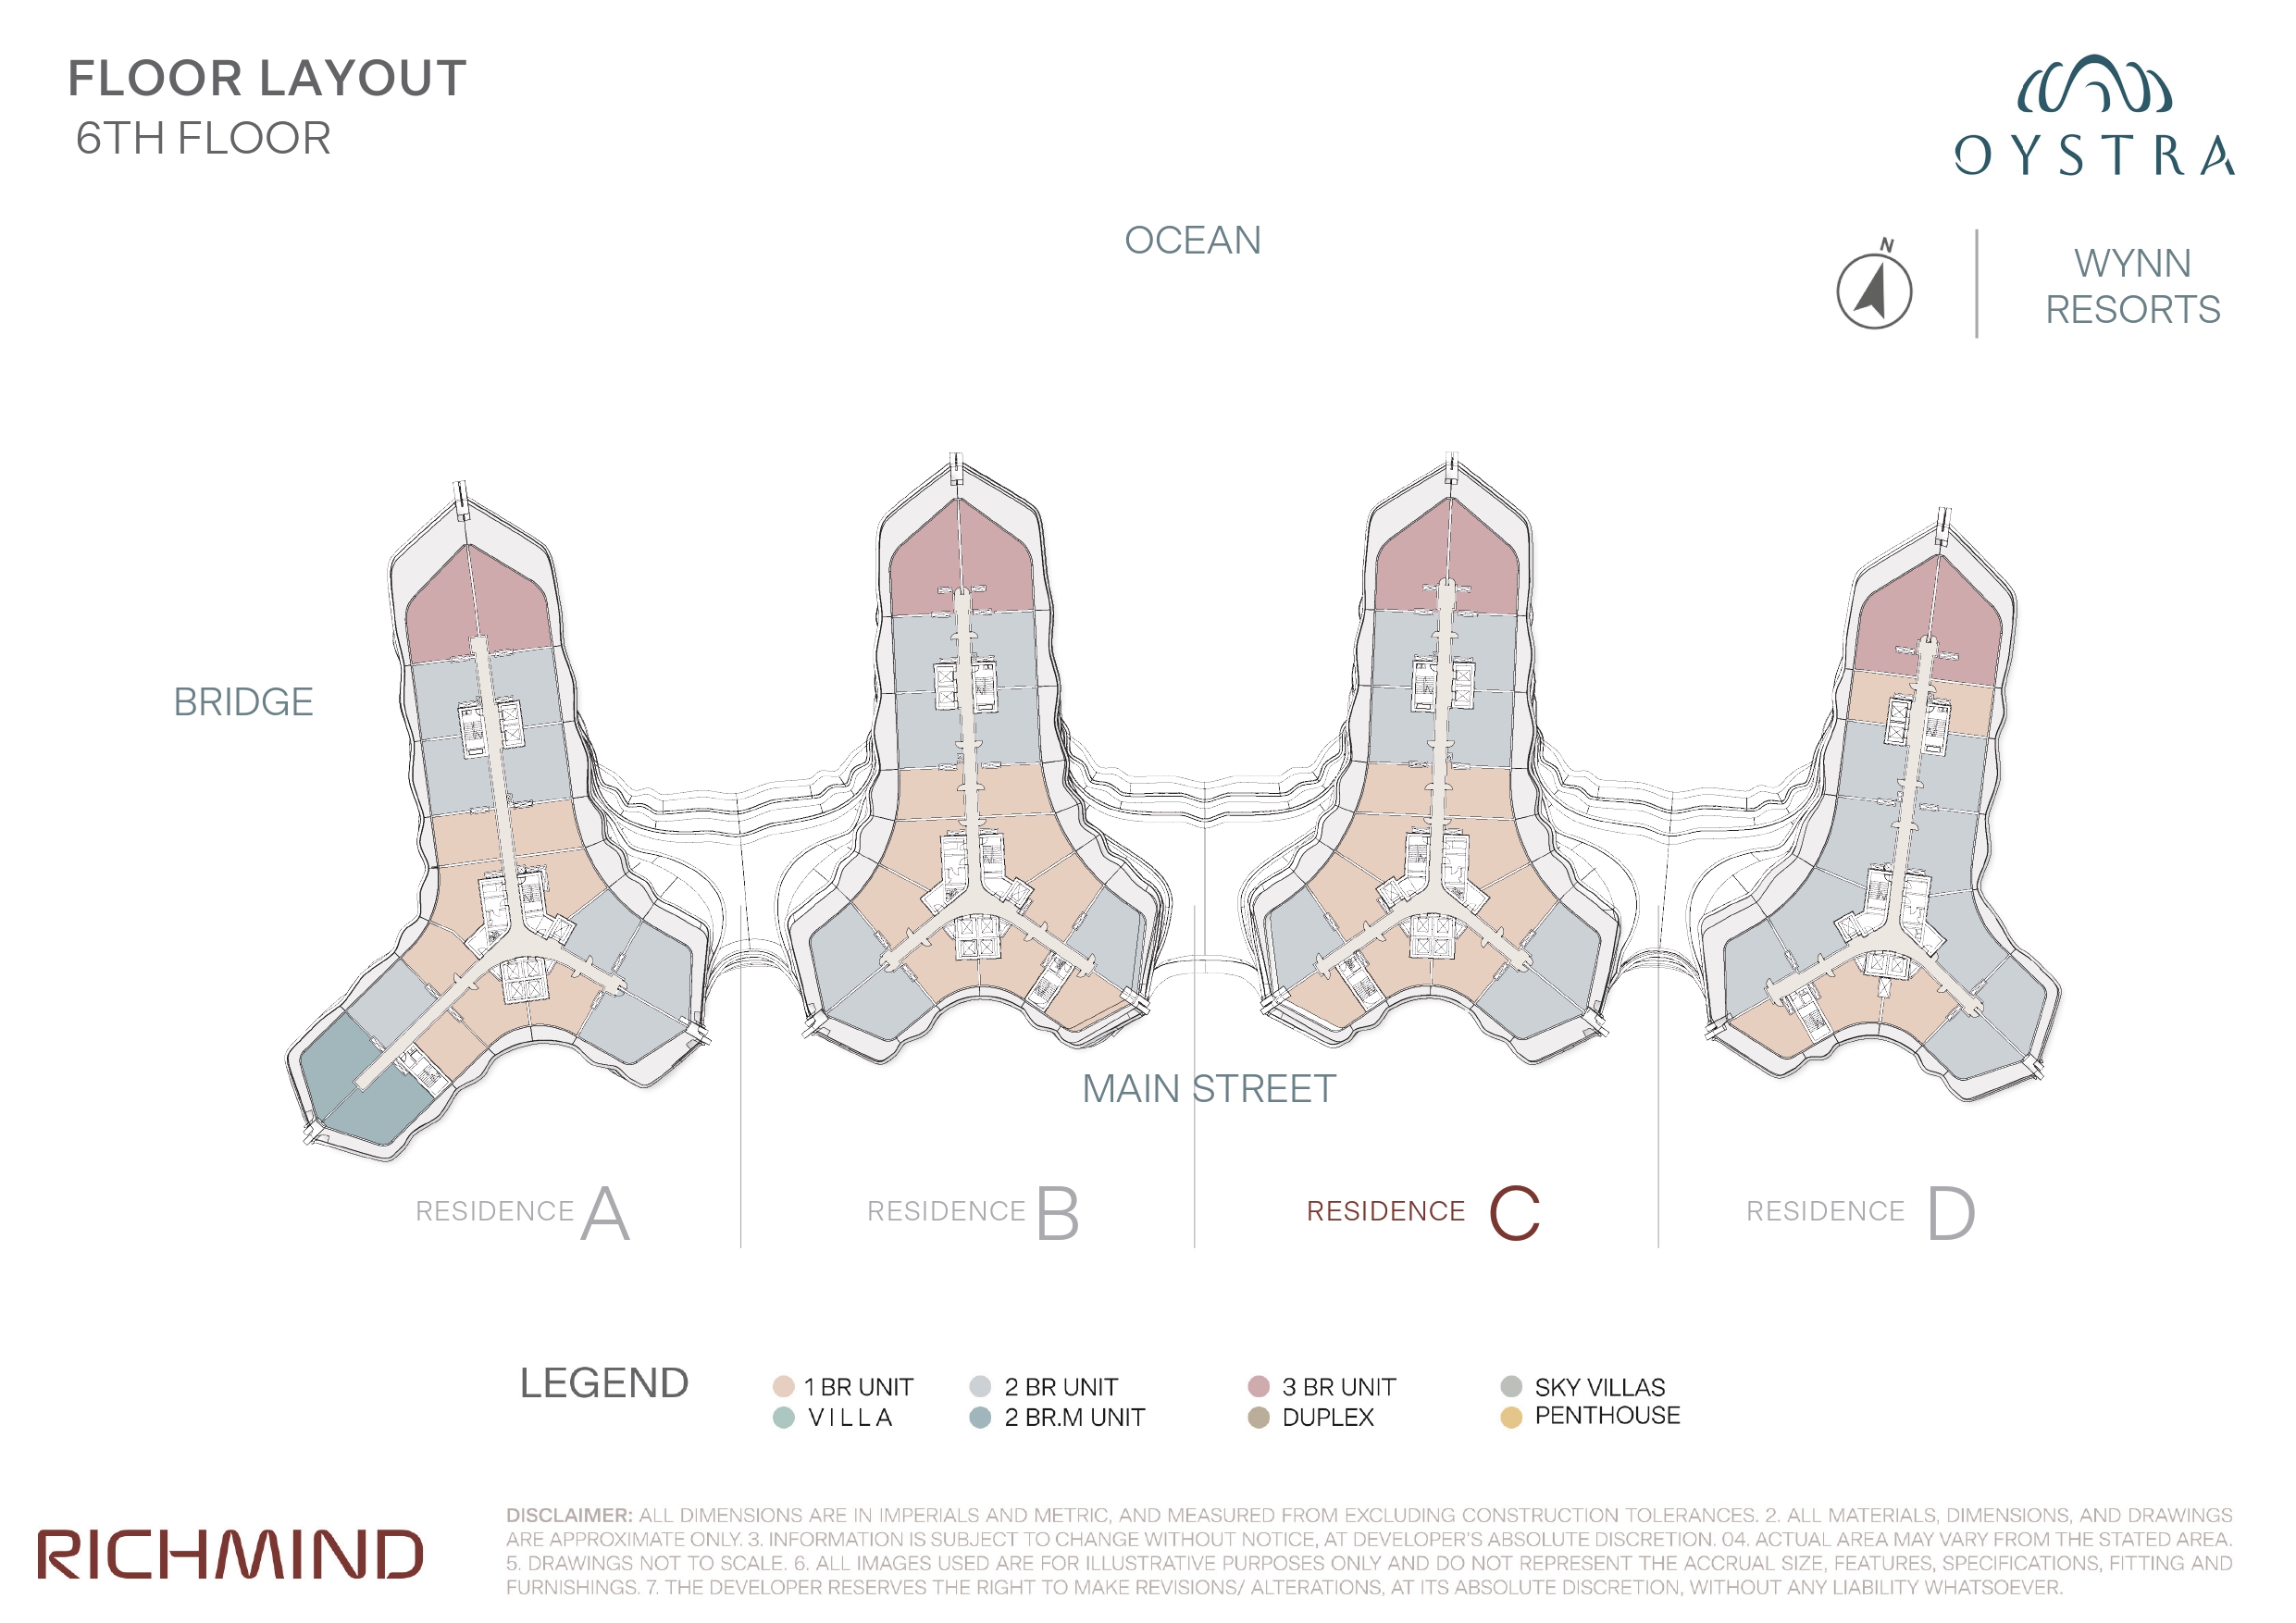 FLOOR LAYOUT
6TH FLOOR
OYSTRA
OCEAN
N
WYNN
RESORTS
BRIDGE
MAIN STREET
RESIDENCE A
RESIDENCE B
RESIDENCE C
RESIDENCE D
LEGEND
1 BR UNIT
2 BR UNIT
3 BR UNIT
SKY VILLAS
VILLA
2 BR.M UNIT
DUPLEX
PENTHOUSE
RICHMIND
DISCLAIMER: ALL DIMENSIONS ARE IN IMPERIALS AND METRIC, AND MEASURED FROM EXCLUDING CONSTRUCTION TOLERANCES. 2. ALL MATERIALS, DIMENSIONS, AND DRAWINGS
ARE APPROXIMATE ONLY. 3. INFORMATION IS SUBJECT TO CHANGE WITHOUT NOTICE, AT DEVELOPER'S ABSOLUTE DISCRETION. 04. ACTUAL AREA MAY VARY FROM THE STATED AREA.
5. DRAWINGS NOT TO SCALE. 6. ALL IMAGES USED ARE FOR ILLUSTRATIVE PURPOSES ONLY AND DO NOT REPRESENT THE ACCRUAL SIZE, FEATURES, SPECIFICATIONS, FITTING AND
FURNISHINGS. 7. THE DEVELOPER RESERVES THE RIGHT TO MAKE REVISIONS/ ALTERATIONS, AT ITS ABSOLUTE DISCRETION, WITHOUT ANY LIABILITY WHATSOEVER.